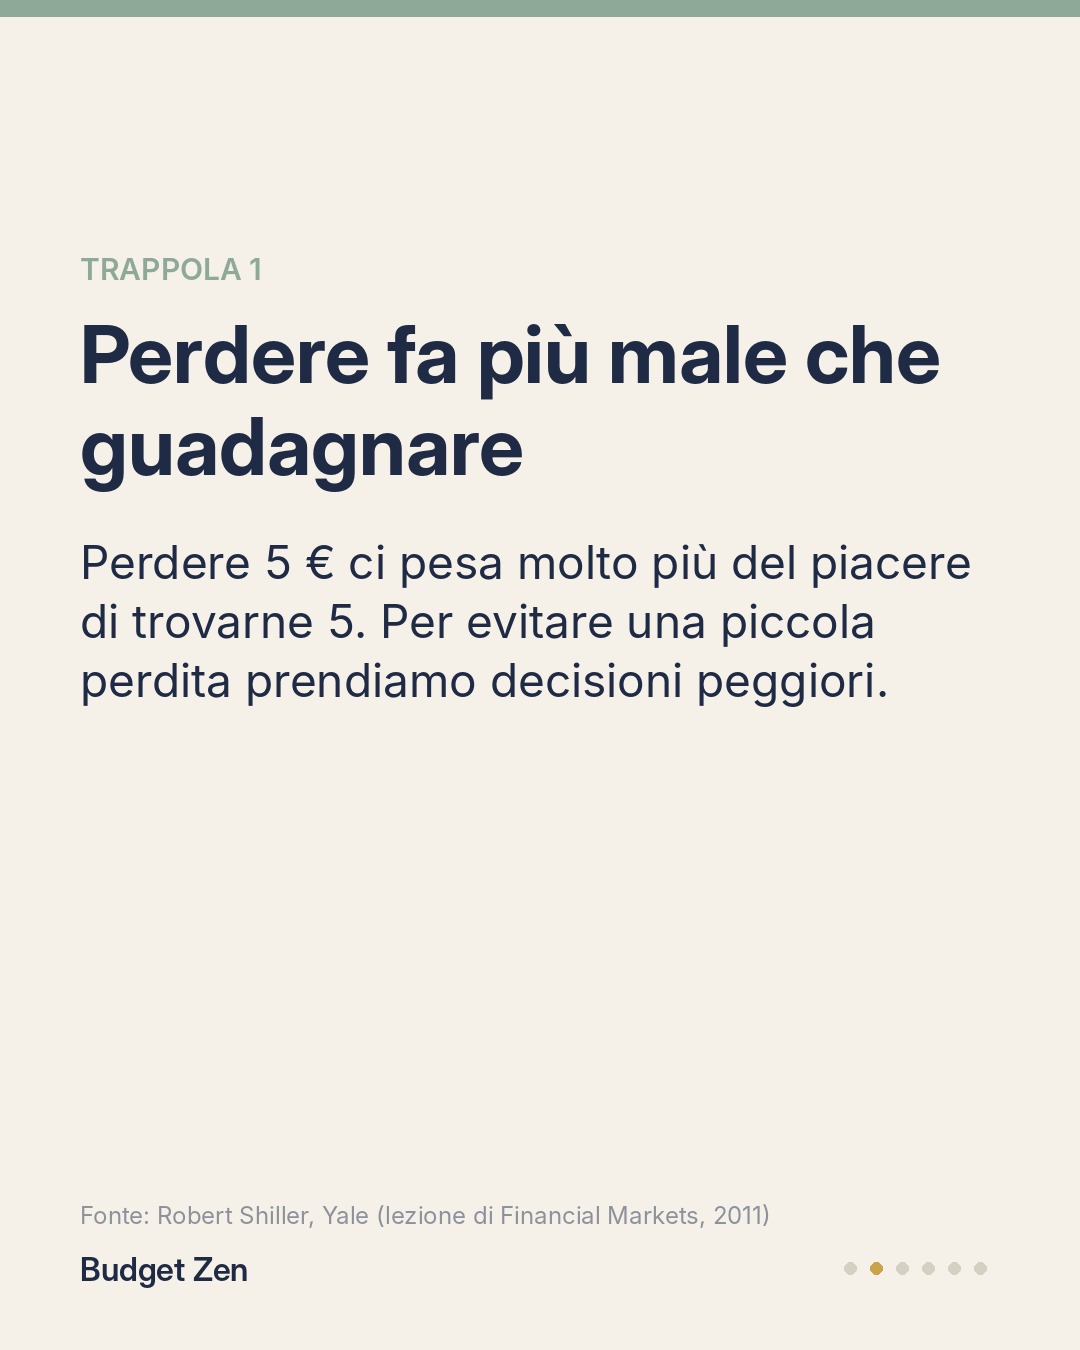 TRAPPOLA 1
Perdere fa più male che
guadagnare
Perdere 5 € ci pesa molto più del piacere
di trovarne 5. Per evitare una piccola
perdita prendiamo decisioni peggiori.
Fonte: Robert Shiller, Yale (lezione di Financial Markets, 2011)
Budget Zen